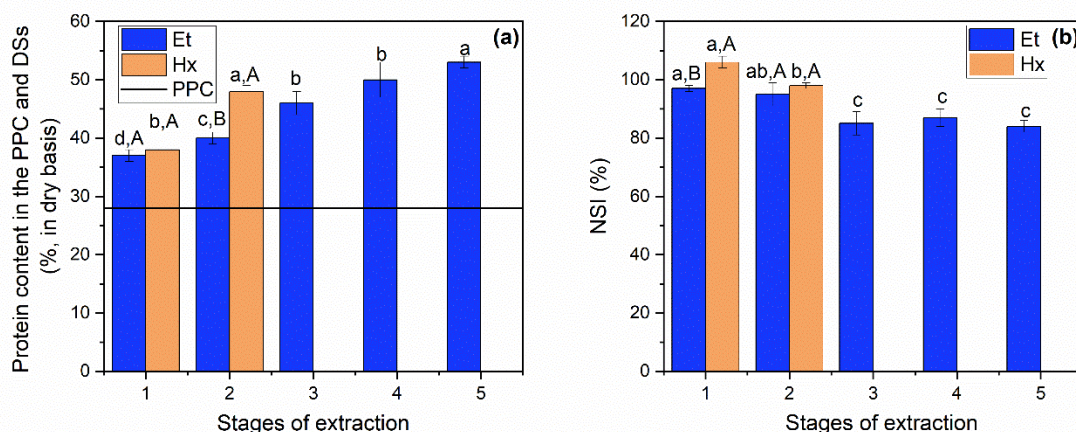 Protein content in the PPC and DSs
(%, in dry basis)
60
50
40
30
20
10
0
Et
Hx
PPC
(a)
d,A
b,A
c,B
a,A
b
b
a
1
2
3
4
5
Stages of extraction
NSI (%)
120
100
80
60
40
20
0
(b)
Et
Hx
a,B
a,A
ab,A
b,A
c
c
c
1
2
3
4
5
Stages of extraction